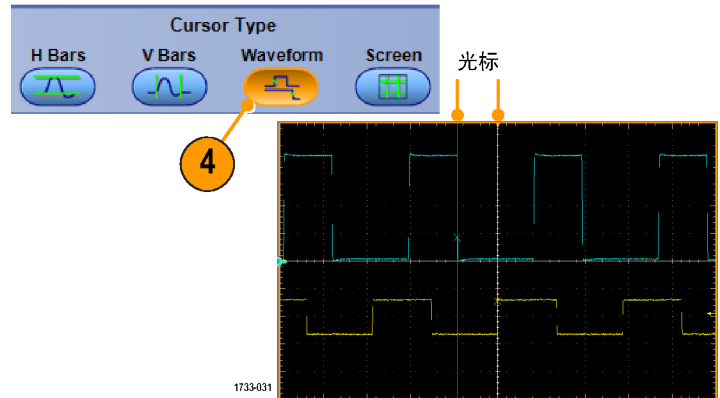 Cursor Type
H Bars V Bars Waveform Screen
光标
4
1733-031